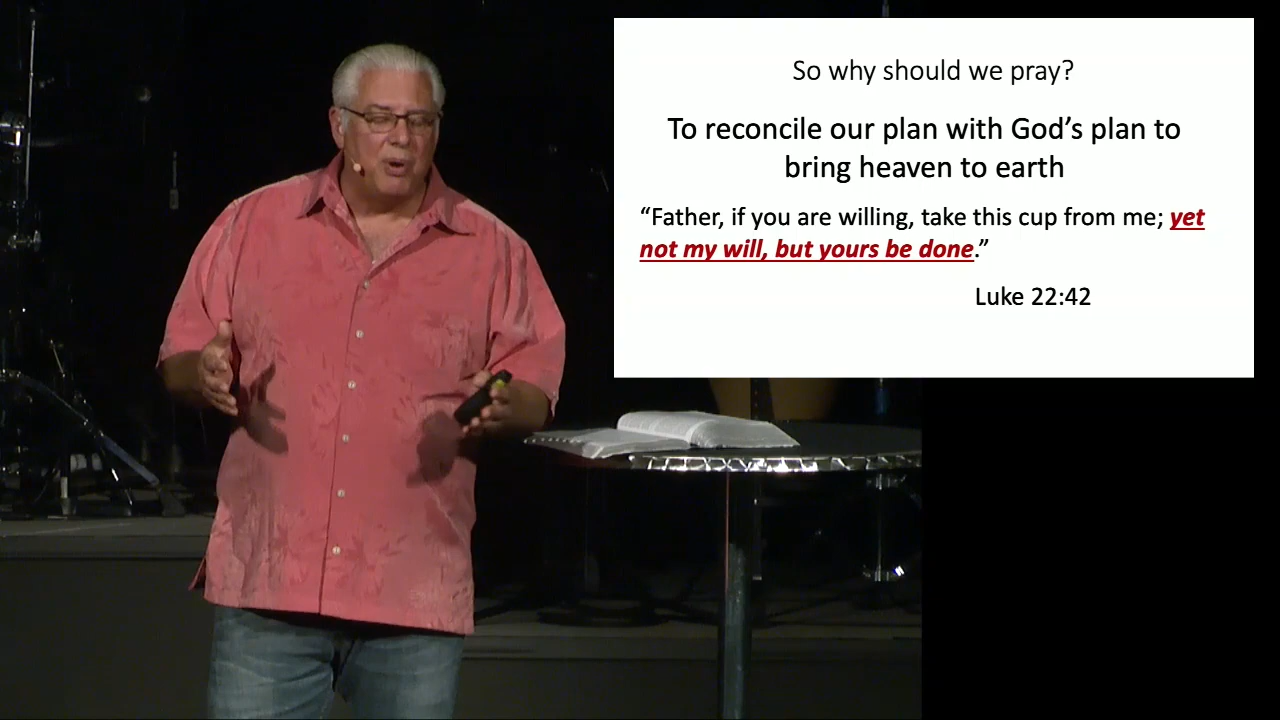 So why should we pray?
To reconcile our plan with God’s plan to
bring heaven to earth
“Father, if you are willing, take this cup from me; yet
not my will, but yours be done.”
Luke 22:42